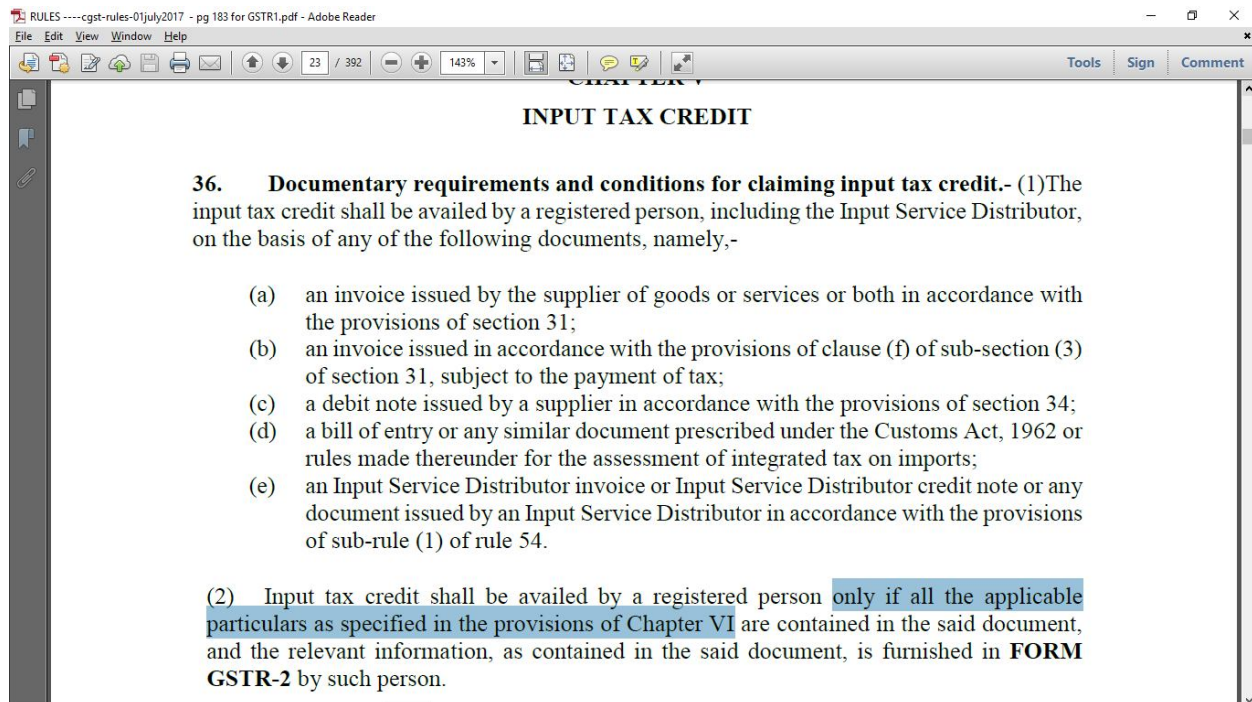 RULES ----cgst-rules-01july2017 - pg 183 for GSTR1.pdf - Adobe Reader
File Edit View Window Help
23 / 392 143% Tools Sign Comment
CHAPTER V
INPUT TAX CREDIT
36. Documentary requirements and conditions for claiming input tax credit.- (1)The
input tax credit shall be availed by a registered person, including the Input Service Distributor,
on the basis of any of the following documents, namely,-
(a) an invoice issued by the supplier of goods or services or both in accordance with
the provisions of section 31;
(b) an invoice issued in accordance with the provisions of clause (f) of sub-section (3)
of section 31, subject to the payment of tax;
(c) a debit note issued by a supplier in accordance with the provisions of section 34;
(d) a bill of entry or any similar document prescribed under the Customs Act, 1962 or
rules made thereunder for the assessment of integrated tax on imports;
(e) an Input Service Distributor invoice or Input Service Distributor credit note or any
document issued by an Input Service Distributor in accordance with the provisions
of sub-rule (1) of rule 54.
(2) Input tax credit shall be availed by a registered person only if all the applicable
particulars as specified in the provisions of Chapter VI are contained in the said document,
and the relevant information, as contained in the said document, is furnished in FORM
GSTR-2 by such person.